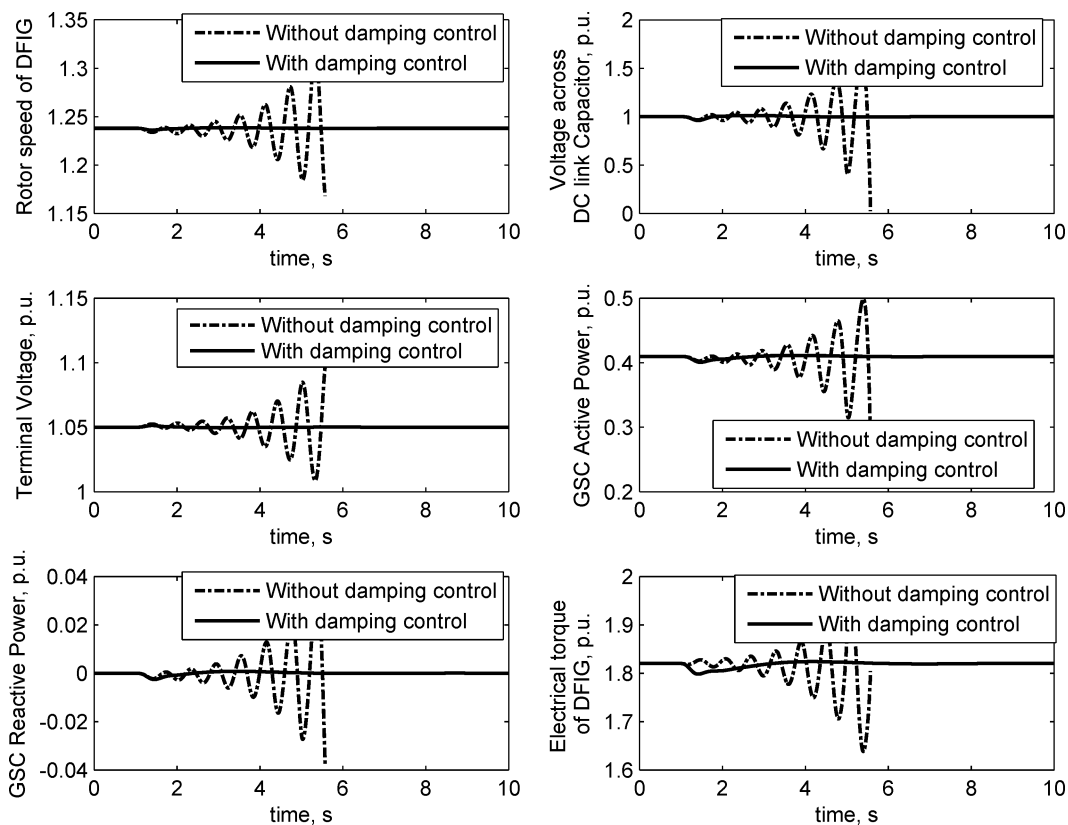 Rotor speed of DFIG
1.35
1.3
1.25
1.2
1.15
Without damping control
With damping control
0
2
4
6
8
10
time, s
Voltage across
DC link Capacitor, p.u.
2
1.5
1
0.5
0
Without damping control
With damping control
0
2
4
6
8
10
time, s
Terminal Voltage, p.u.
1.15
1.1
1.05
1
Without damping control
With damping control
0
2
4
6
8
10
time, s
GSC Active Power, p.u.
0.5
0.4
0.3
0.2
Without damping control
With damping control
0
2
4
6
8
10
time, s
GSC Reactive Power, p.u.
0.04
0.02
0
-0.02
-0.04
Without damping control
With damping control
0
2
4
6
8
10
time, s
Electrical torque
of DFIG, p.u.
2
1.9
1.8
1.7
1.6
Without damping control
With damping control
0
2
4
6
8
10
time, s